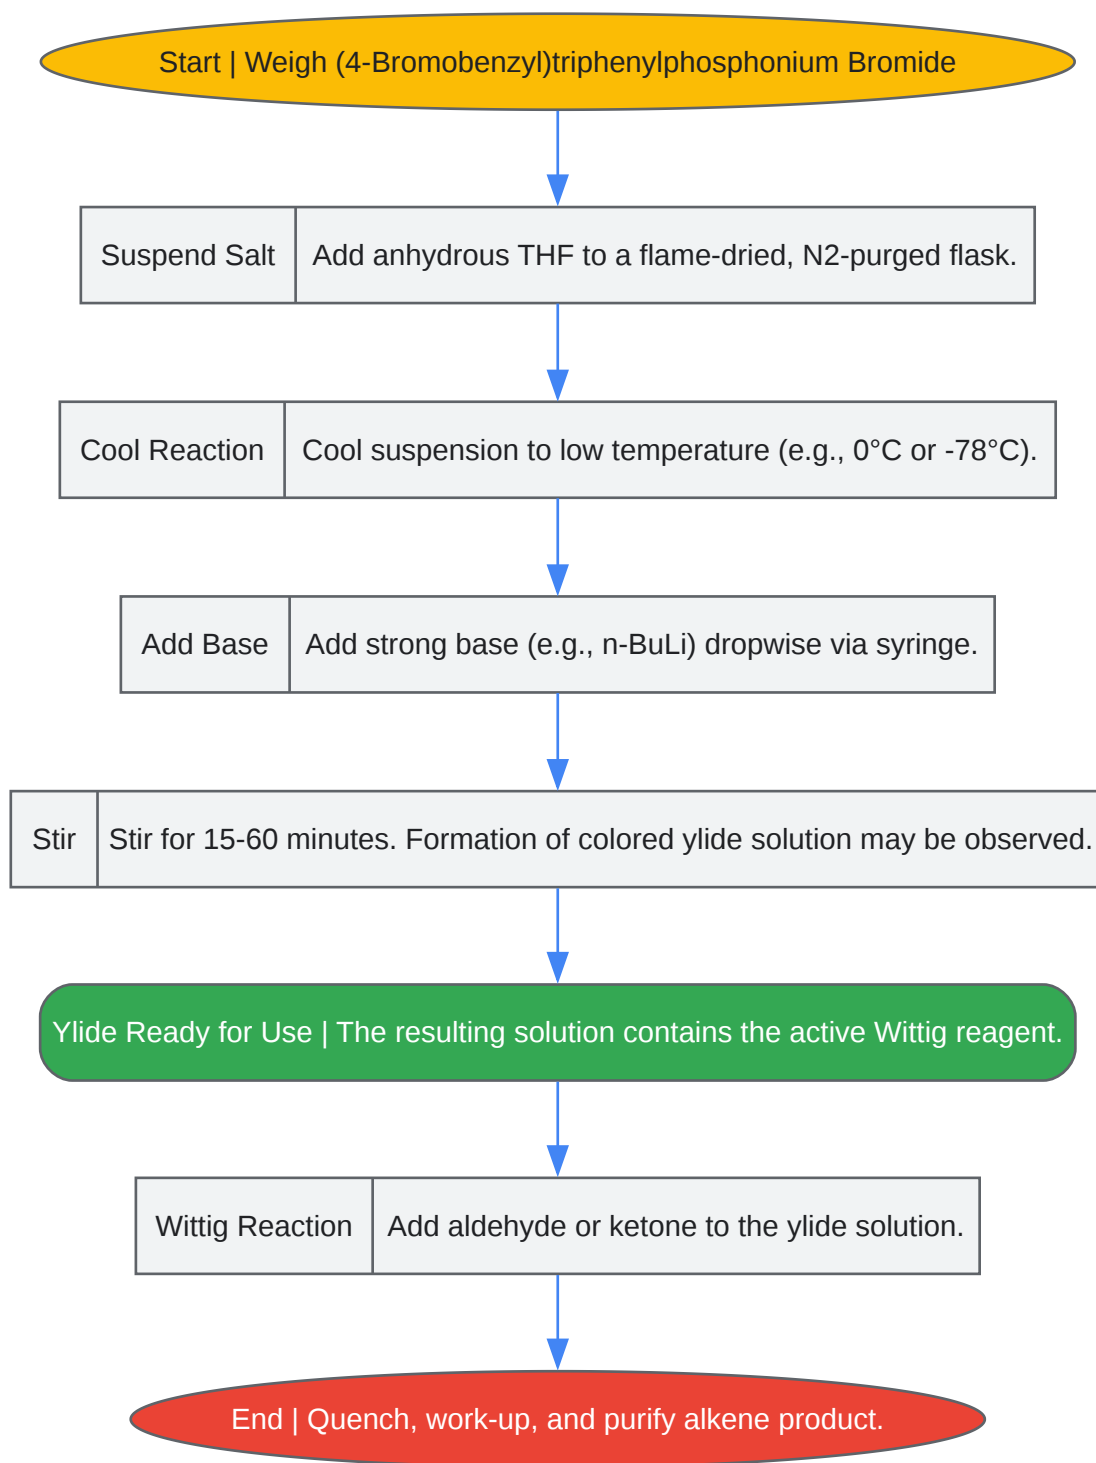 Start | Weigh (4-Bromobenzyl)triphenylphosphonium Bromide
Suspend Salt
Add anhydrous THF to a flame-dried, N2-purged flask.
Cool Reaction
Cool suspension to low temperature (e.g., 0°C or -78°C).
Add Base
Add strong base (e.g., n-BuLi) dropwise via syringe.
Stir
Stir for 15-60 minutes. Formation of colored ylide solution may be observed.
Ylide Ready for Use | The resulting solution contains the active Wittig reagent.
Wittig Reaction
Add aldehyde or ketone to the ylide solution.
End | Quench, work-up, and purify alkene product.